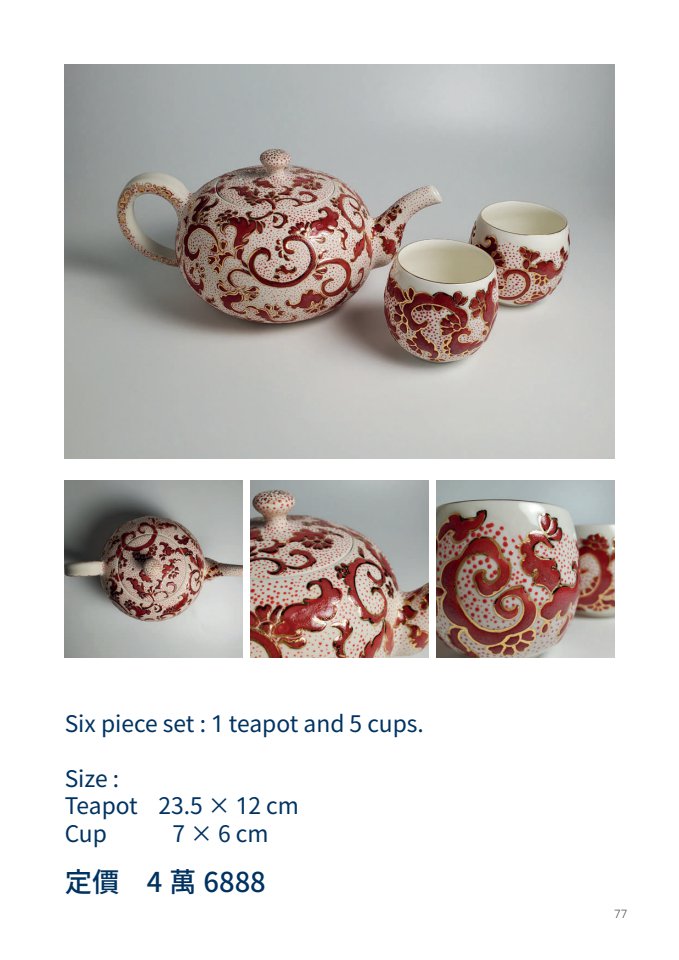 Six piece set : 1 teapot and 5 cups.
Size :
Teapot 23.5 × 12 cm
Cup 7 × 6 cm
定價 4 萬 6888
77